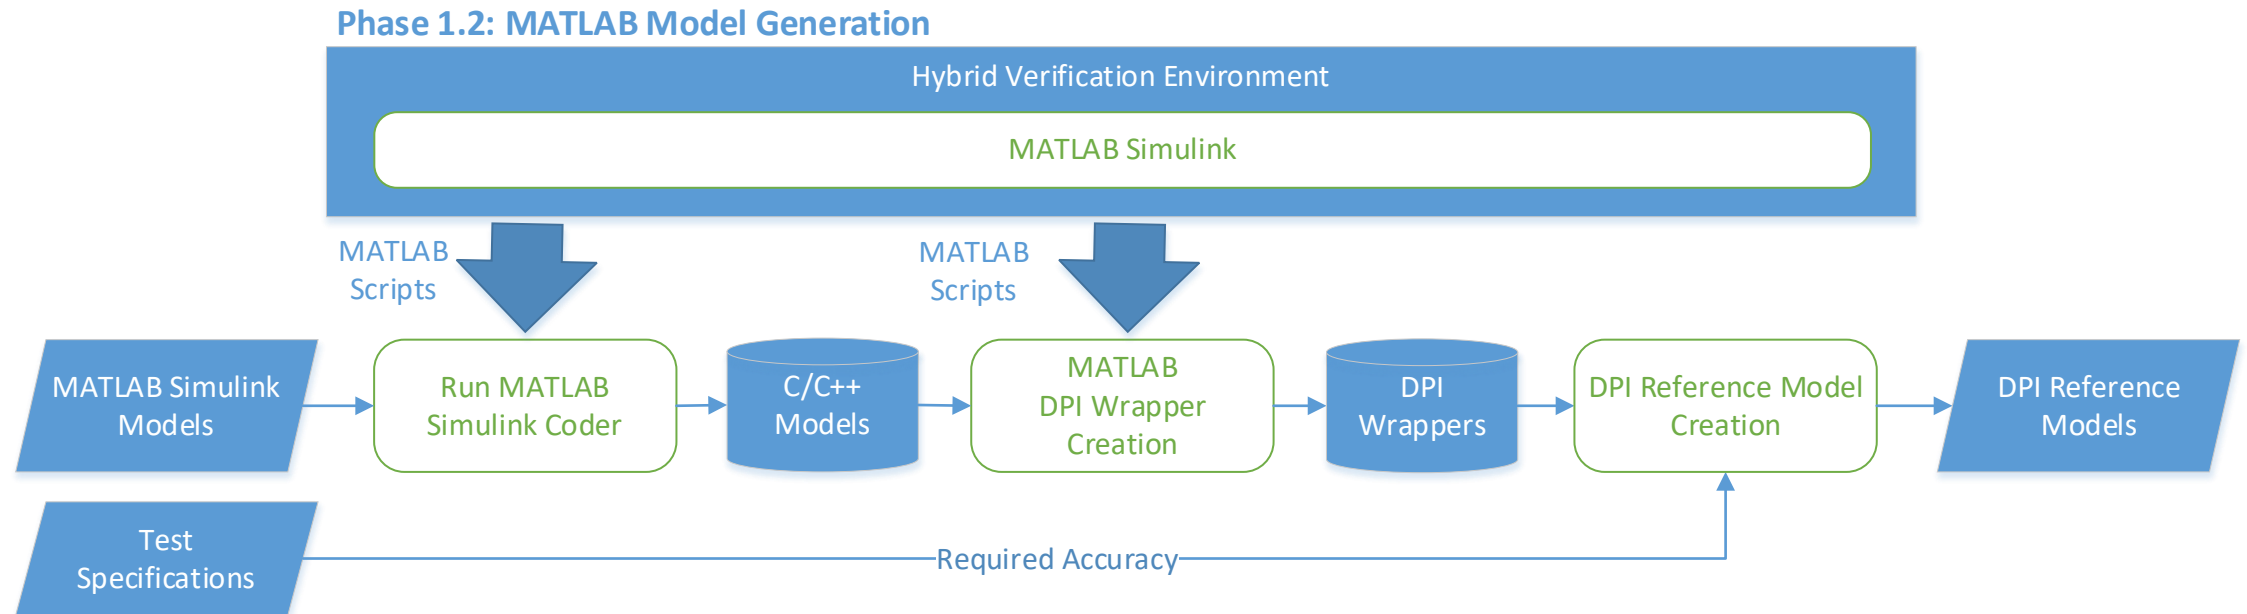 Phase 1.2: MATLAB Model Generation
Hybrid Verification Environment
MATLAB Simulink
MATLAB
Scripts
MATLAB
Scripts
MATLAB Simulink
Models
Run MATLAB
Simulink Coder
C/C++
Models
MATLAB
DPI Wrapper
Creation
DPI
Wrappers
DPI Reference Model
Creation
DPI Reference
Models
Test
Specifications
Required Accuracy